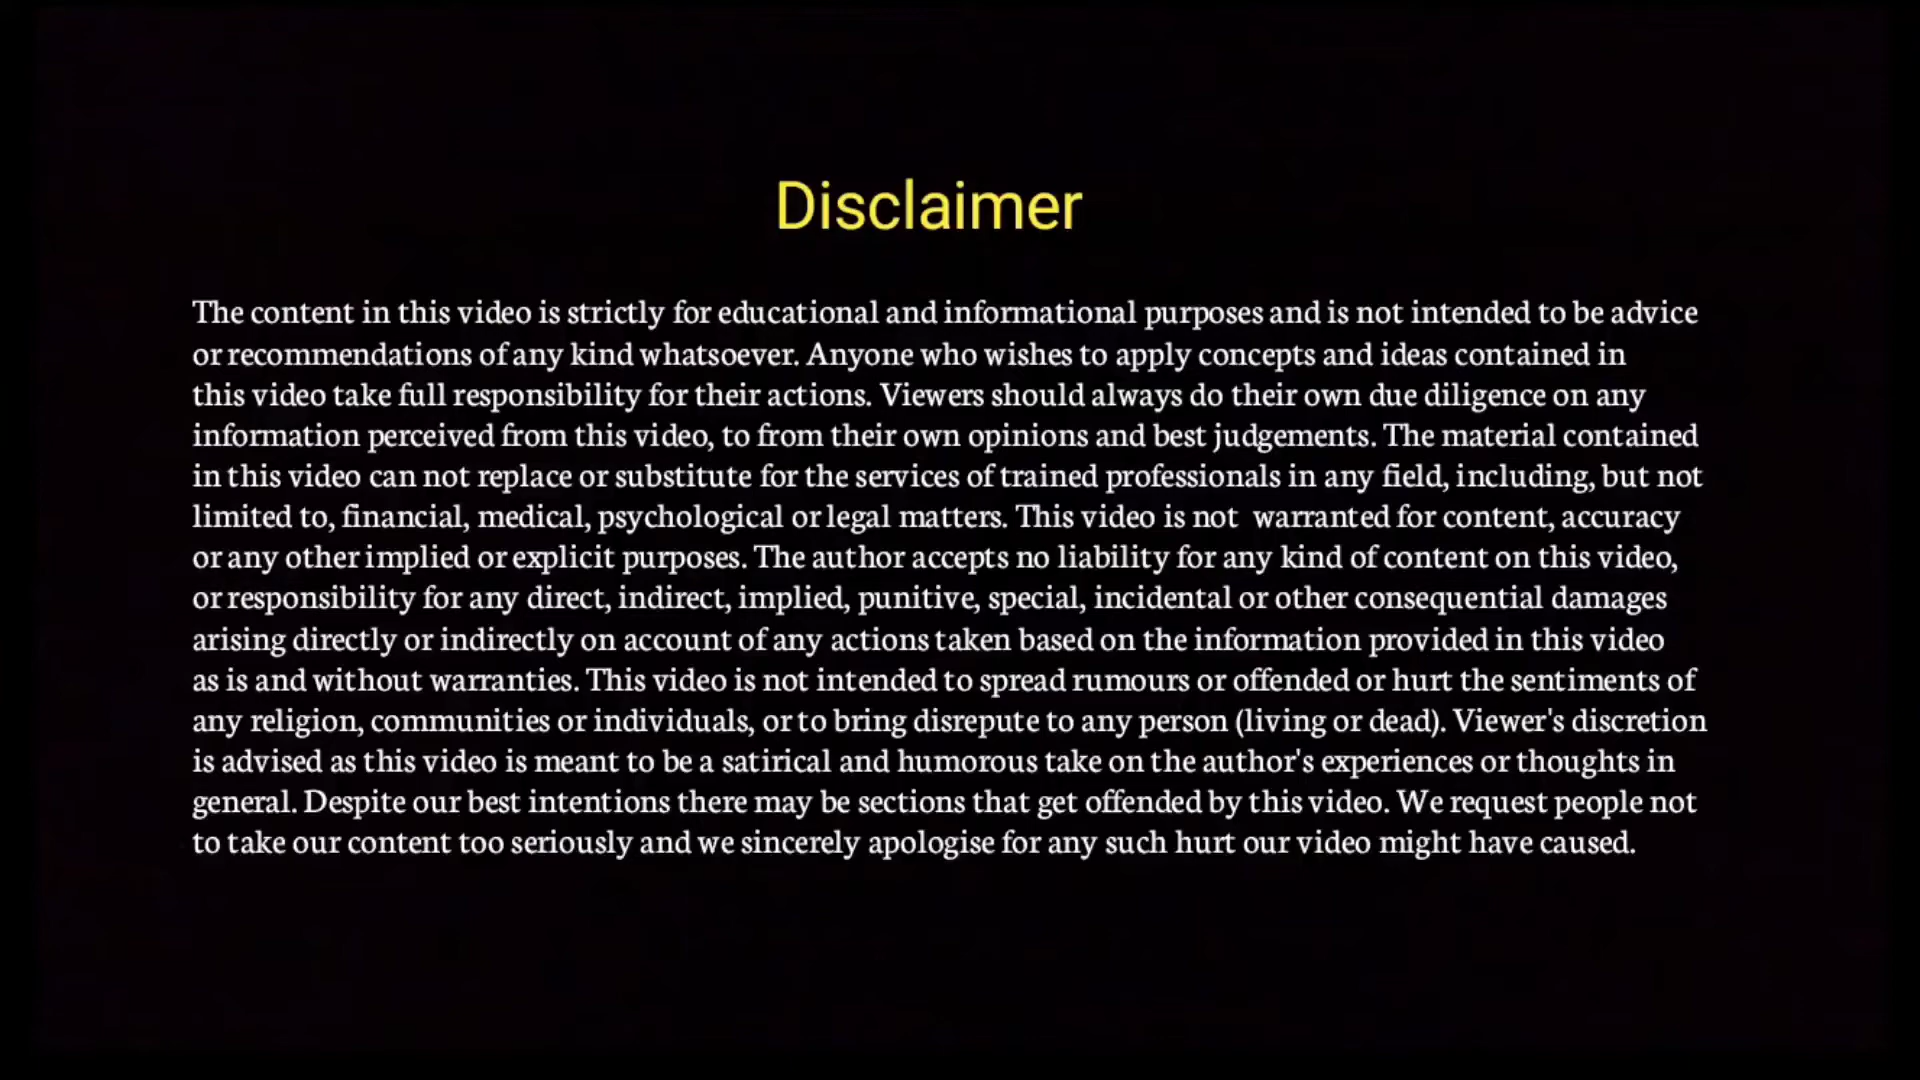 Disclaimer
The content in this video is strictly for educational and informational purposes and is not intended to be advice
or recommendations of any kind whatsoever. Anyone who wishes to apply concepts and ideas contained in
this video take full responsibility for their actions. Viewers should always do their own due diligence on any
information perceived from this video, to from their own opinions and best judgements. The material contained
in this video can not replace or substitute for the services of trained professionals in any field, including, but not
limited to, financial, medical, psychological or legal matters. This video is not  warranted for content, accuracy
or any other implied or explicit purposes. The author accepts no liability for any kind of content on this video,
or responsibility for any direct, indirect, implied, punitive, special, incidental or other consequential damages
arising directly or indirectly on account of any actions taken based on the information provided in this video
as is and without warranties. This video is not intended to spread rumours or offended or hurt the sentiments of
any religion, communities or individuals, or to bring disrepute to any person (living or dead). Viewer's discretion
is advised as this video is meant to be a satirical and humorous take on the author's experiences or thoughts in
general. Despite our best intentions there may be sections that get offended by this video. We request people not
to take our content too seriously and we sincerely apologise for any such hurt our video might have caused.